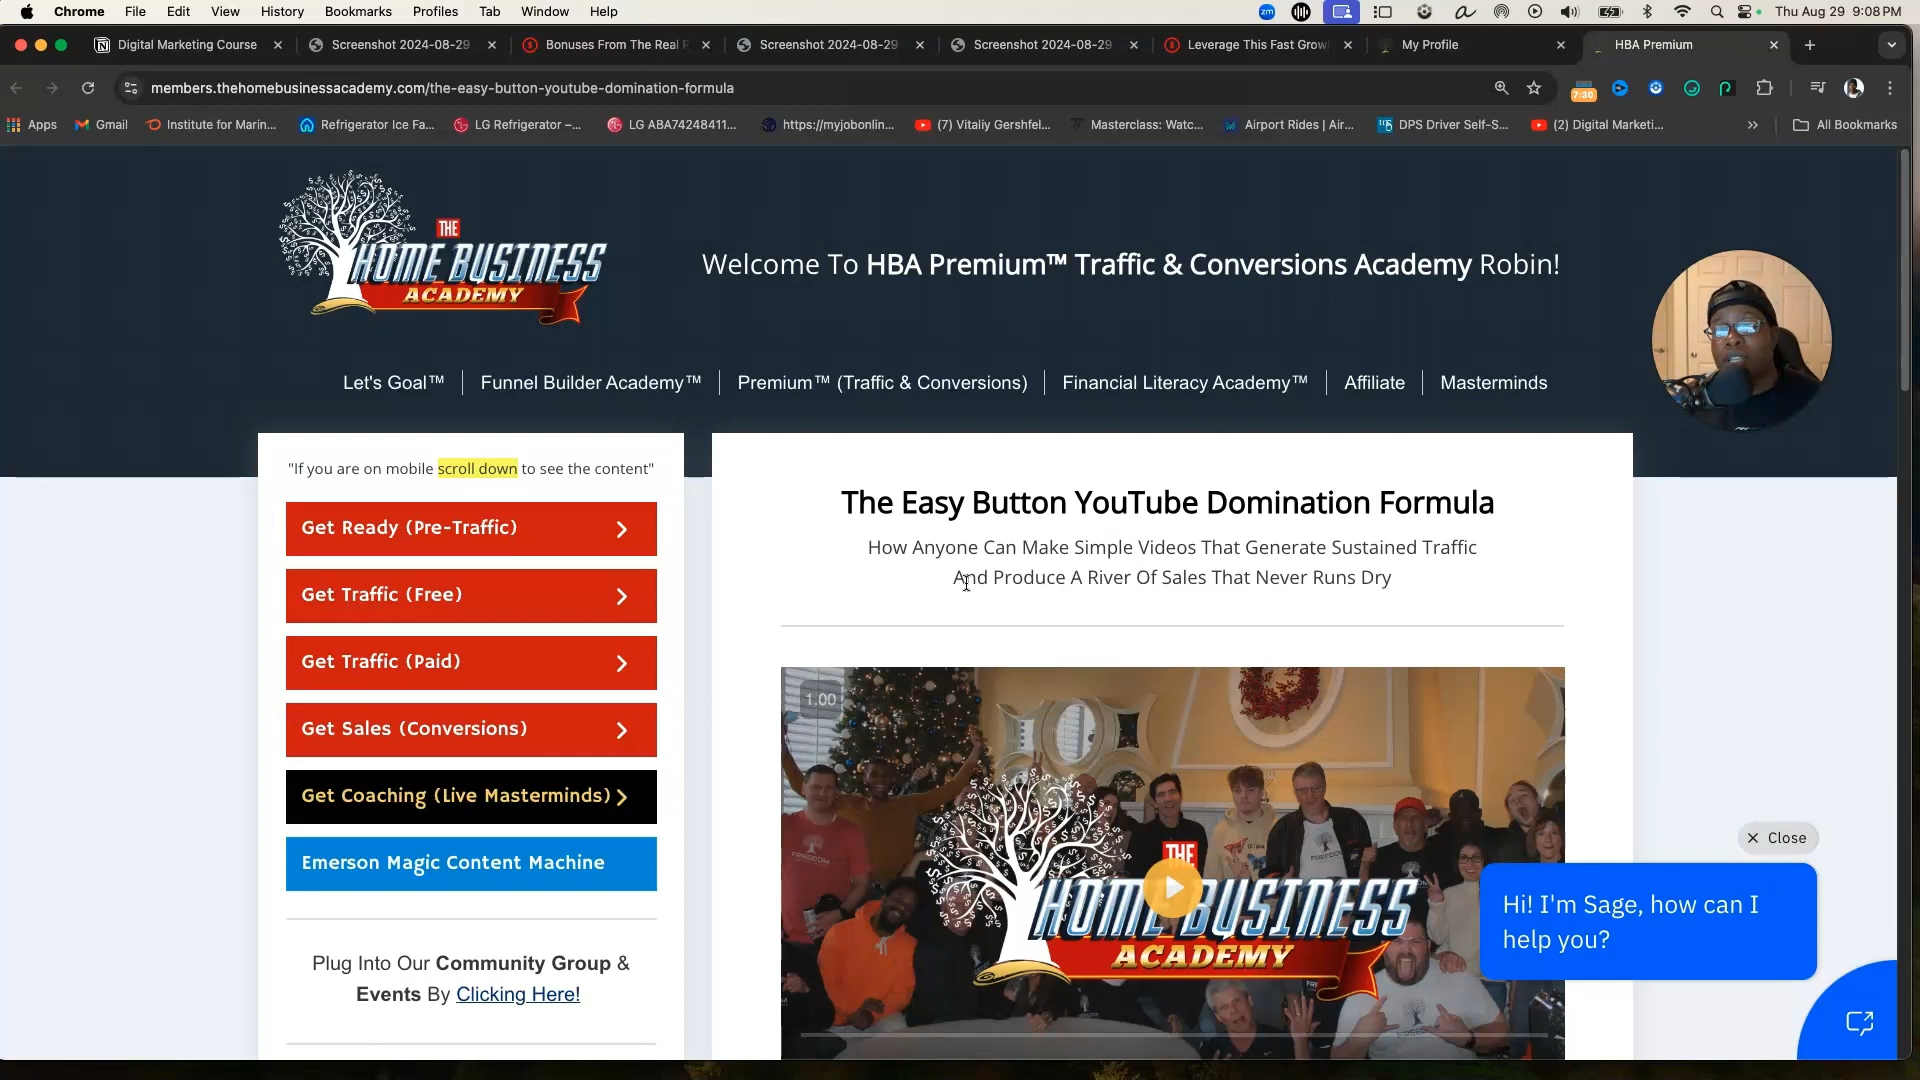 Chrome File Edit View History Bookmarks Profiles Tab Window Help
zm
Thu Aug 29 9:08 PM
Digital Marketing Course
Screenshot 2024-08-29
Bonuses From The Real
Screenshot 2024-08-29
Screenshot 2024-08-29
Leverage This Fast Grow
My Profile
HBA Premium
members.thehomebusinessacademy.com/the-easy-button-youtube-domination-formula
7:30
Apps
Gmail
Institute for Marin...
Refrigerator Ice Fa...
LG Refrigerator –...
LG ABA74248411...
https://myjobonlin...
(7) Vitaliy Gershfel...
Masterclass: Watc...
Airport Rides | Air...
DPS Driver Self-S...
(2) Digital Marketi...
All Bookmarks
THE
HOME BUSINESS
ACADEMY
Welcome To HBA Premium™ Traffic & Conversions Academy Robin!
Let's Goal™
Funnel Builder Academy™
Premium™ (Traffic & Conversions)
Financial Literacy Academy™
Affiliate
Masterminds
"If you are on mobile scroll down to see the content"
Get Ready (Pre-Traffic)
Get Traffic (Free)
Get Traffic (Paid)
Get Sales (Conversions)
Get Coaching (Live Masterminds)
Emerson Magic Content Machine
Plug Into Our Community Group &
Events By Clicking Here!
The Easy Button YouTube Domination Formula
How Anyone Can Make Simple Videos That Generate Sustained Traffic
And Produce A River Of Sales That Never Runs Dry
1.00
THE
HOME BUSINESS
ACADEMY
Close
Hi! I'm Sage, how can I
help you?